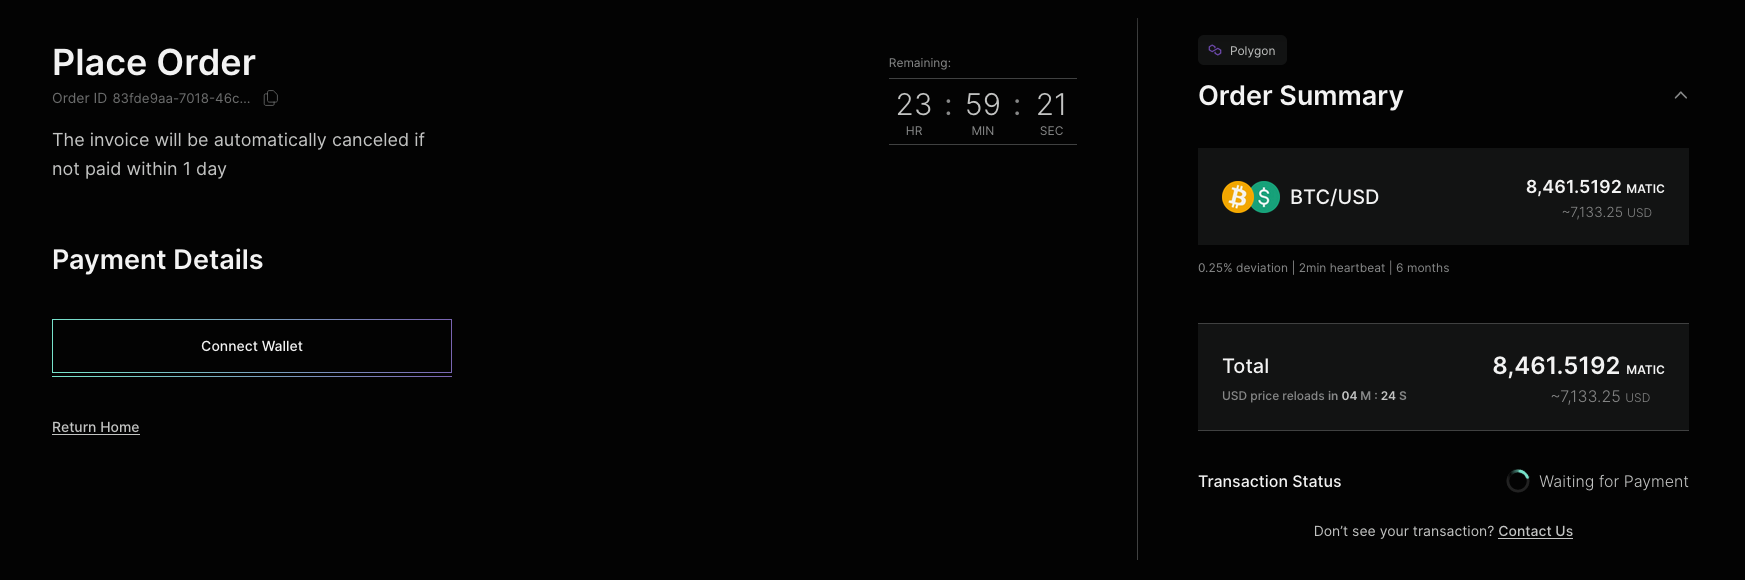 Place Order
Order ID 83fde9aa-7018-46c...
The invoice will be automatically canceled if
not paid within 1 day
Remaining:
23 : 59 : 21
HR MIN SEC
Payment Details
Connect Wallet
Return Home
Polygon
Order Summary
BTC/USD
8,461.5192 MATIC
~7,133.25 USD
0.25% deviation | 2min heartbeat | 6 months
Total
8,461.5192 MATIC
USD price reloads in 04 M : 24 S
~7,133.25 USD
Transaction Status
Waiting for Payment
Don't see your transaction? Contact Us